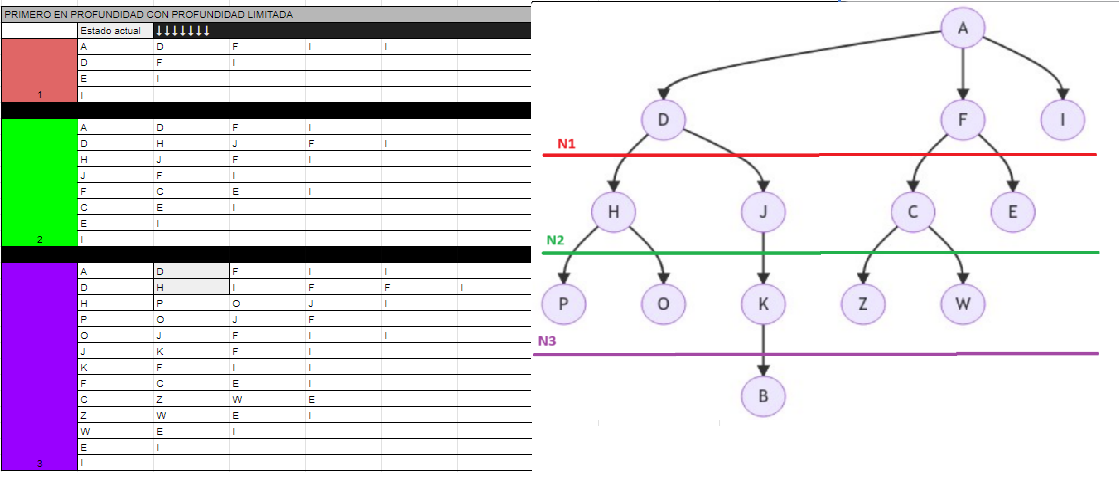 PRIMERO EN PROFUNDIDAD CON PROFUNDIDAD LIMITADA
Estado actual ↓↓↓↓↓↓↓
A D F I I
D F I
E I
1 I
A D F I
D H J F I
H J F I
J F I
F C E I
C E I
E I
2 I
A D F I I
D H I F F I
H P O J I
P O J F
O J F I I
J K F I
K F I I
F C E I
C Z W E
Z W E I
W E I
E I
3 I
A
D F I
N1
H J C E
N2
P O K Z W
N3
B